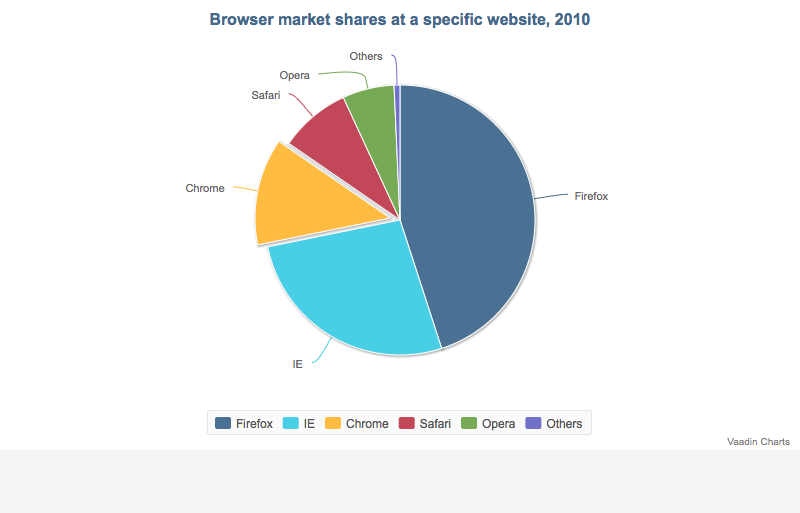 Browser market shares at a specific website, 2010
Others
Opera
Safari
Chrome
Firefox
IE
Firefox IE Chrome Safari Opera Others
Vaadin Charts